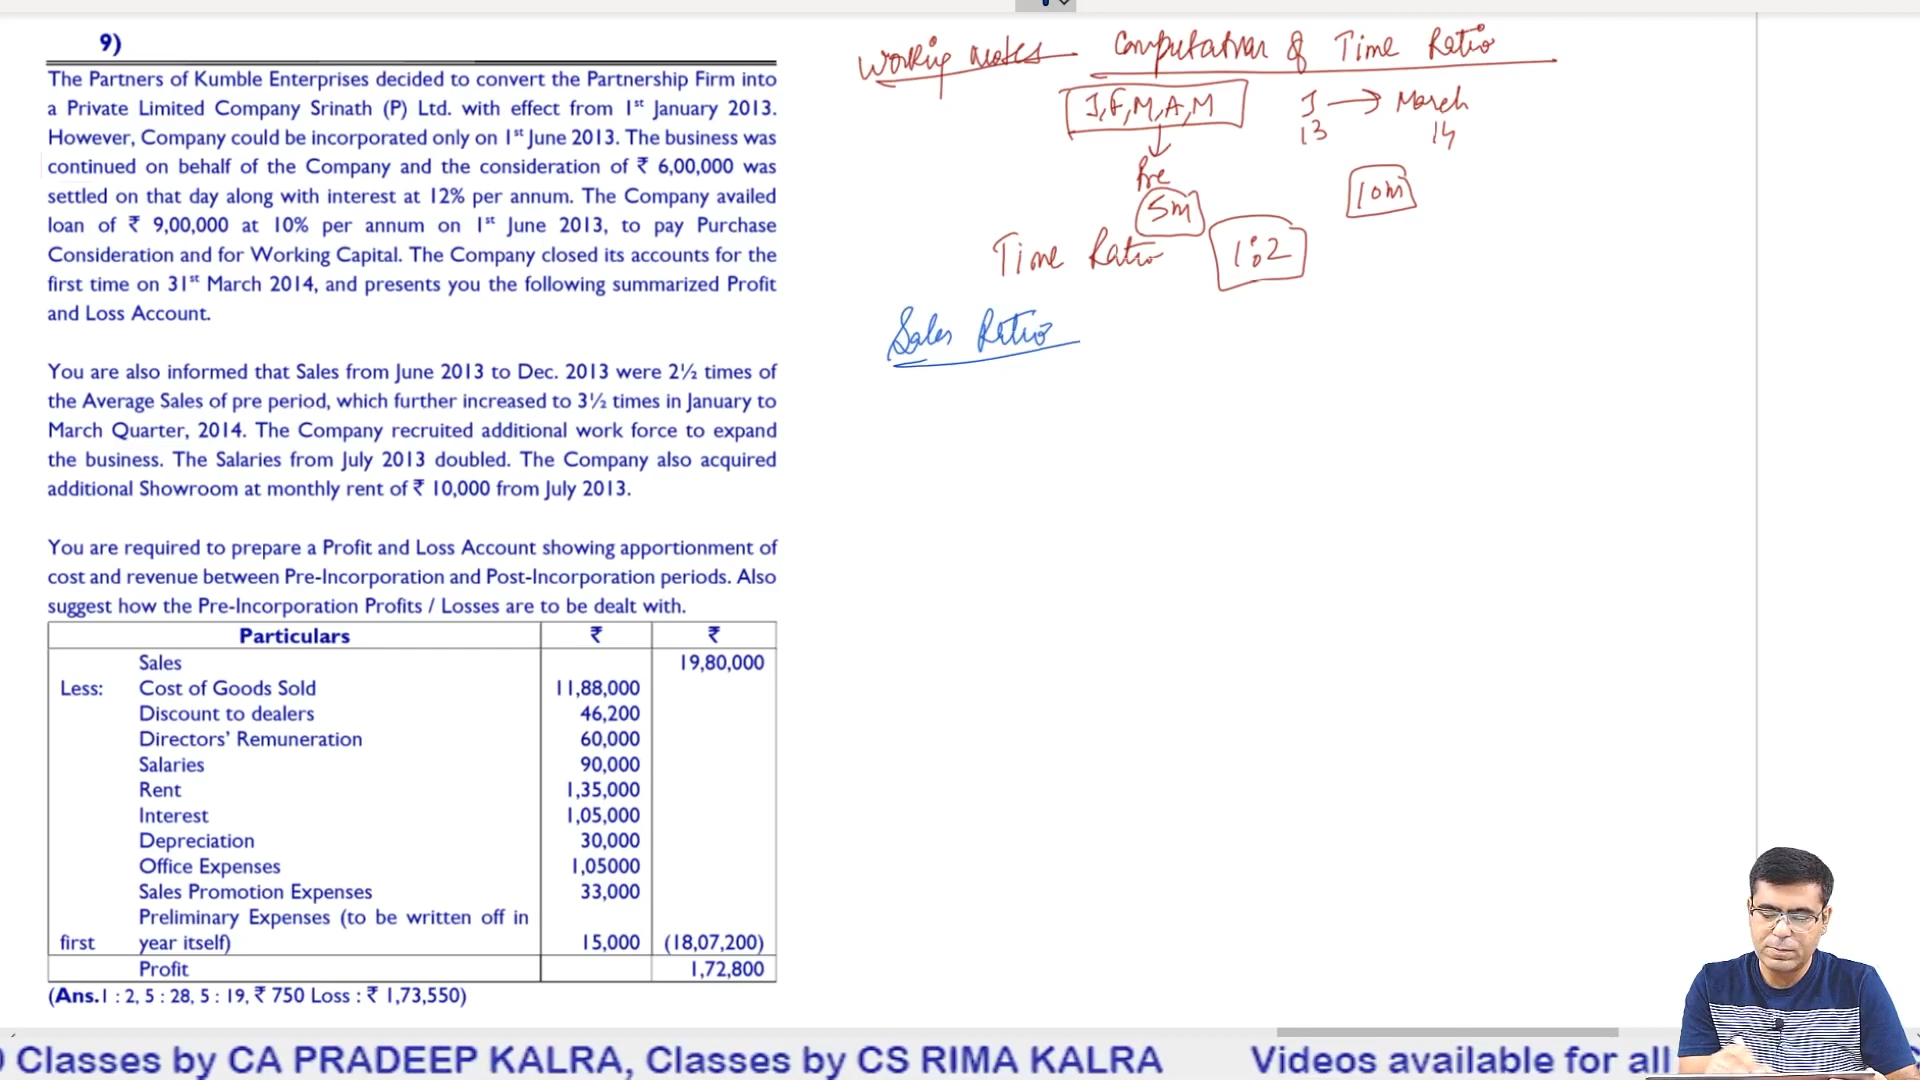 9)
The Partners of Kumble Enterprises decided to convert the Partnership Firm into
a Private Limited Company Srinath (P) Ltd. with effect from 1st January 2013.
However, Company could be incorporated only on 1st June 2013. The business was
continued on behalf of the Company and the consideration of ₹ 6,00,000 was
settled on that day along with interest at 12% per annum. The Company availed
loan of ₹ 9,00,000 at 10% per annum on 1st June 2013, to pay Purchase
Consideration and for Working Capital. The Company closed its accounts for the
first time on 31st March 2014, and presents you the following summarized Profit
and Loss Account.
You are also informed that Sales from June 2013 to Dec. 2013 were 2½ times of
the Average Sales of pre period, which further increased to 3½ times in January to
March Quarter, 2014. The Company recruited additional work force to expand
the business. The Salaries from July 2013 doubled. The Company also acquired
additional Showroom at monthly rent of ₹ 10,000 from July 2013.
You are required to prepare a Profit and Loss Account showing apportionment of
cost and revenue between Pre-Incorporation and Post-Incorporation periods. Also
suggest how the Pre-Incorporation Profits / Losses are to be dealt with.
Particulars ₹ ₹
Sales 19,80,000
Less: Cost of Goods Sold 11,88,000
Discount to dealers 46,200
Directors' Remuneration 60,000
Salaries 90,000
Rent 1,35,000
Interest 1,05,000
Depreciation 30,000
Office Expenses 1,05000
Sales Promotion Expenses 33,000
Preliminary Expenses (to be written off in
first year itself) 15,000 (18,07,200)
Profit 1,72,800
(Ans.1 : 2, 5 : 28, 5 : 19, ₹ 750 Loss : ₹ 1,73,550)
Working Notes Computation of Time Ratio
J,F,M,A,M J → March
13 14
Pre
5m 10m
Time Ratio 1:2
Sales Ratio
Classes by CA PRADEEP KALRA, Classes by CS RIMA KALRA Videos available for all